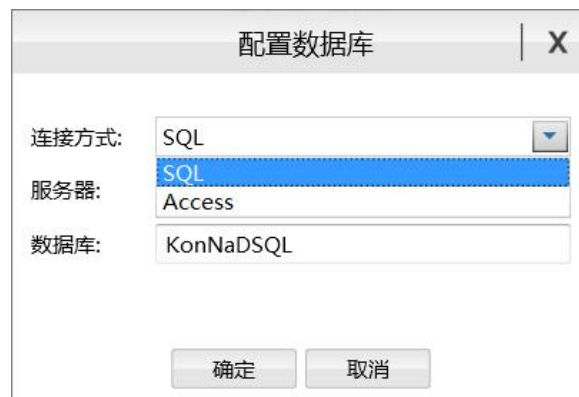 配置数据库
X
连接方式: SQL
SQL
服务器:
Access
数据库: KonNaDSQL
确定 取消